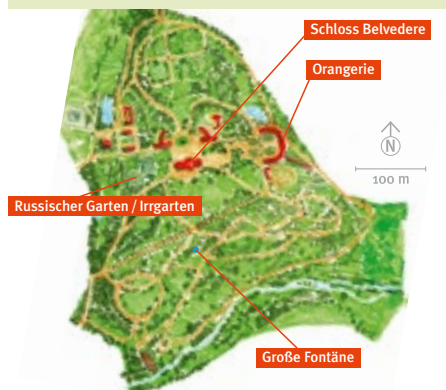 Schloss Belvedere
Orangerie
N
100 m
Russischer Garten / Irrgarten
Große Fontäne